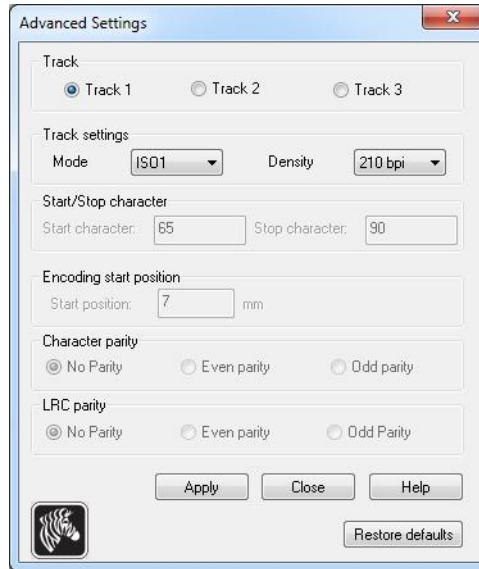 Advanced Settings
Track
Track 1 Track 2 Track 3
Track settings
Mode ISO1 Density 210 bpi
Start/Stop character
Start character: 65 Stop character: 90
Encoding start position
Start position: 7 mm
Character parity
No Parity Even parity Odd parity
LRC parity
No Parity Even parity Odd Parity
Apply Close Help
Restore defaults